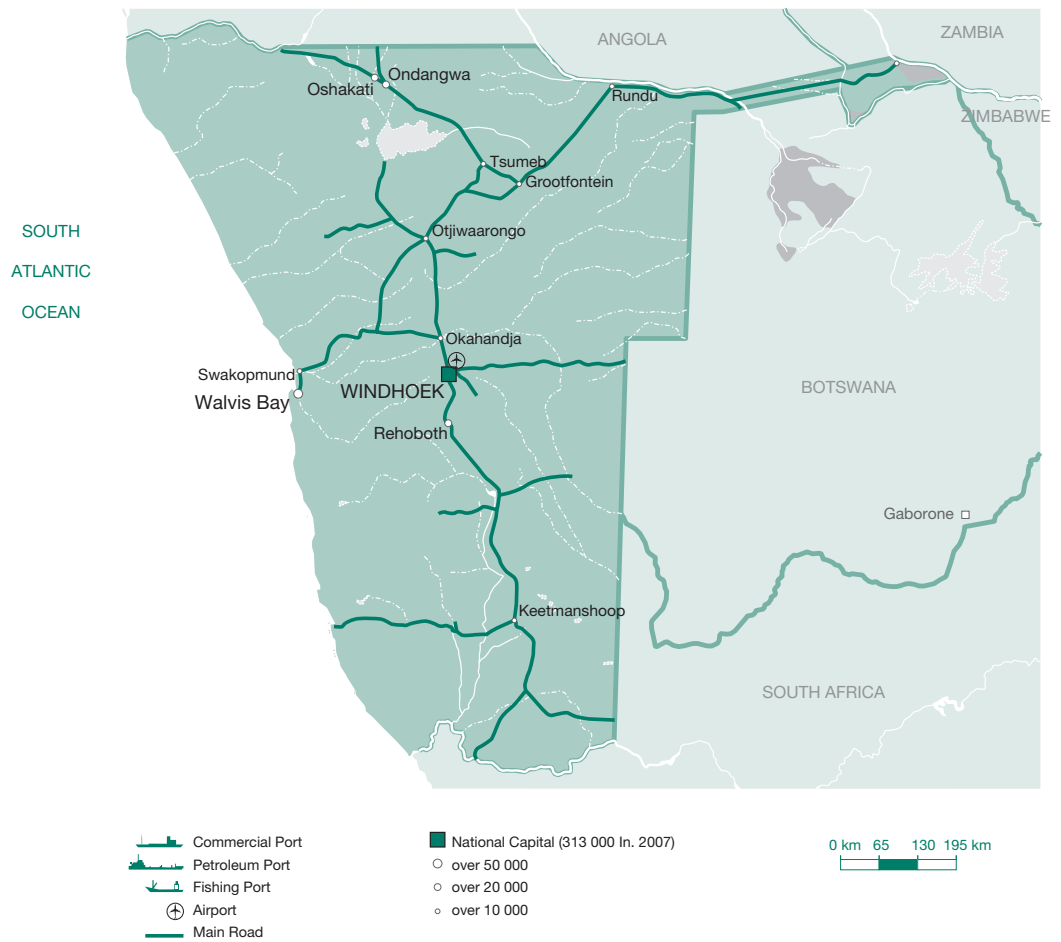 ANGOLA
ZAMBIA
Ondangwa
Oshakati
Rundu
ZIMBABWE
Tsumeb
Grootfontein
SOUTH
ATLANTIC
OCEAN
Otjiwaarongo
Okahandja
Swakopmund
WINDHOEK
BOTSWANA
Walvis Bay
Rehoboth
Gaborone
Keetmanshoop
SOUTH AFRICA
Commercial Port
Petroleum Port
Fishing Port
Airport
Main Road
National Capital (313 000 In. 2007)
over 50 000
over 20 000
over 10 000
0 km 65 130 195 km